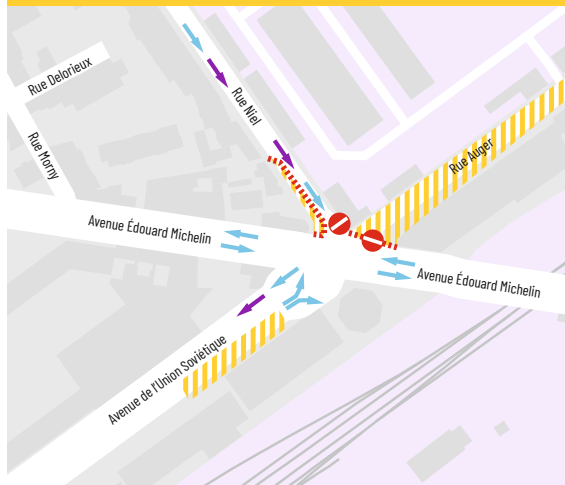 Rue Delorieux
Rue Niel
Rue Morny
Rue Auger
Avenue Édouard Michelin
Avenue Édouard Michelin
Avenue de l'Union Soviétique